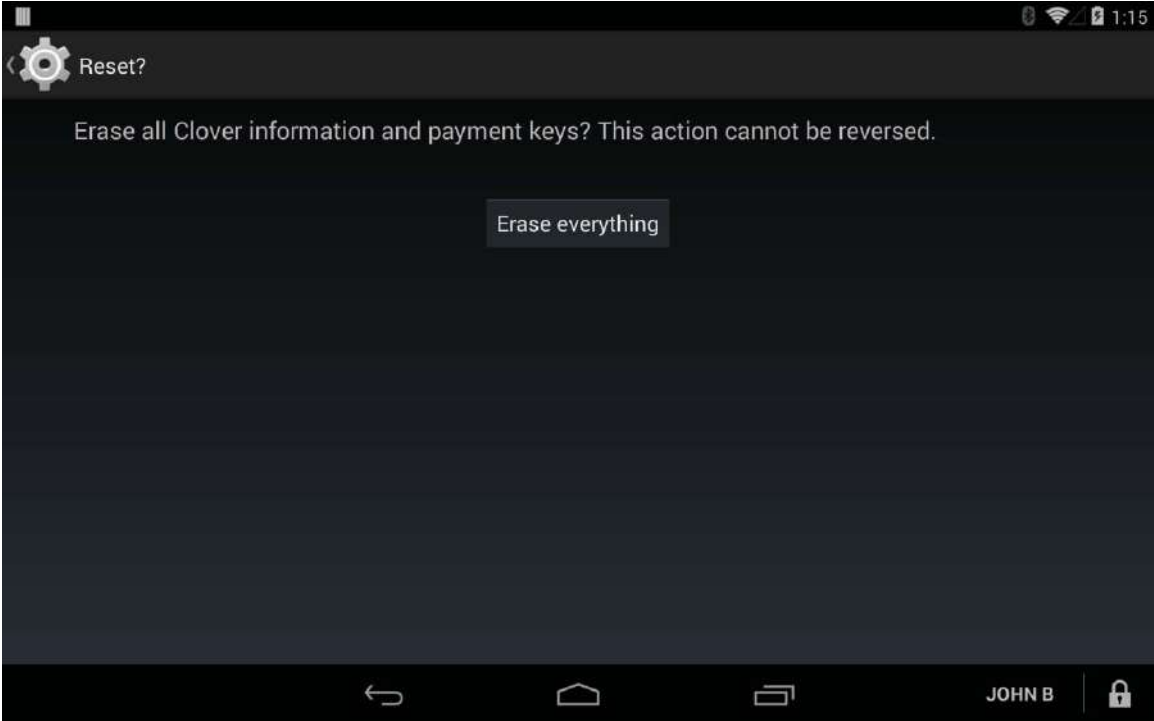 1:15
Reset?
Erase all Clover information and payment keys? This action cannot be reversed.
Erase everything
JOHN B